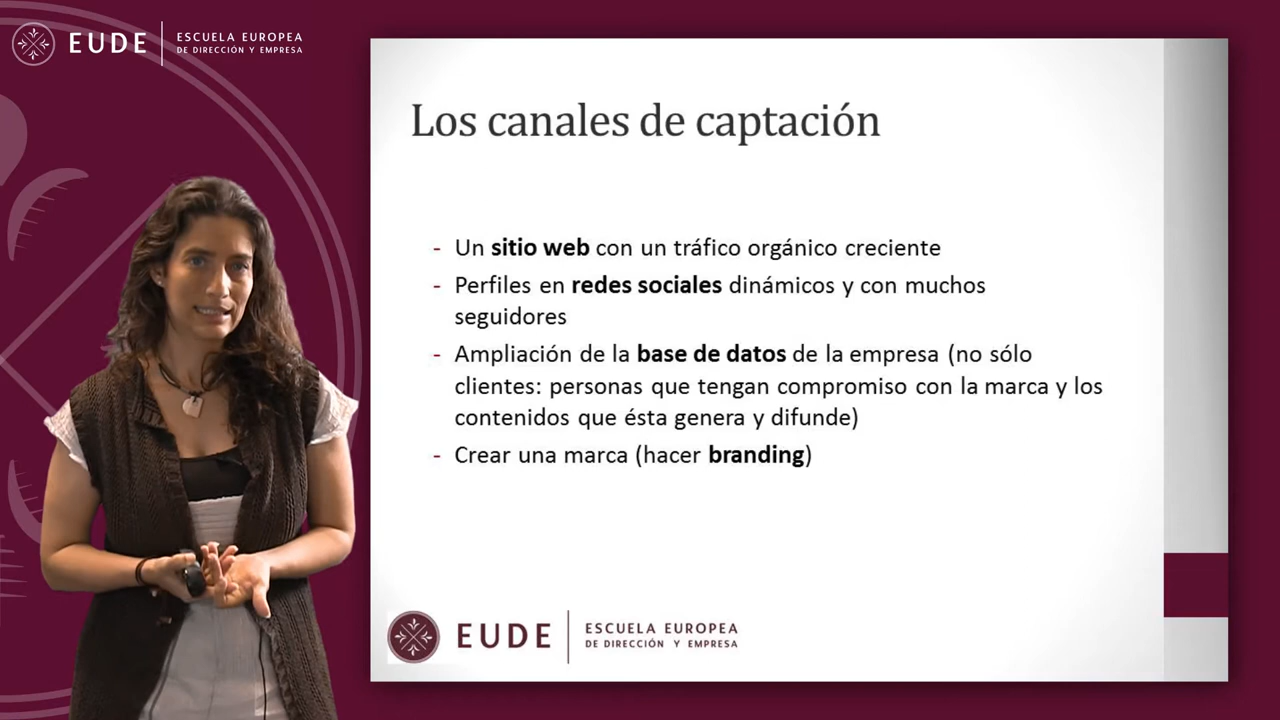 EUDE
ESCUELA EUROPEA
DE DIRECCIÓN Y EMPRESA
Los canales de captación
- Un sitio web con un tráfico orgánico creciente
- Perfiles en redes sociales dinámicos y con muchos
seguidores
- Ampliación de la base de datos de la empresa (no sólo
clientes: personas que tengan compromiso con la marca y los
contenidos que ésta genera y difunde)
- Crear una marca (hacer branding)
EUDE
ESCUELA EUROPEA
DE DIRECCIÓN Y EMPRESA